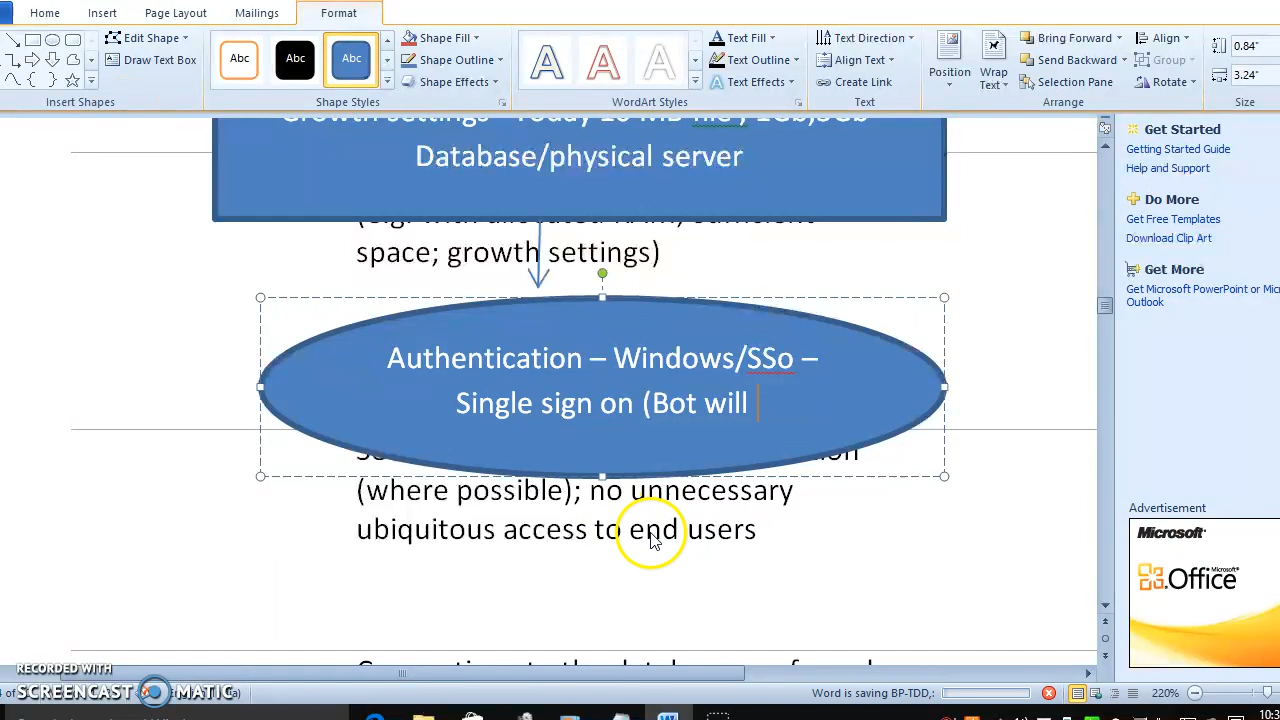 Home Insert Page Layout Mailings Format
Edit Shape
Draw Text Box
Abc Abc Abc
Shape Fill
Shape Outline
Shape Effects
A A A
Text Fill
Text Outline
Text Effects
Text Direction
Align Text
Create Link
Position
Wrap
Text
Bring Forward
Send Backward
Selection Pane
Align
Group
Rotate
0.84"
3.24"
Insert Shapes Shape Styles WordArt Styles Text Arrange Size
Growth settings
Database/physical server
space; growth settings)
Authentication – Windows/SSo –
Single sign on (Bot will
(where possible); no unnecessary
ubiquitous access to end users
Get Started
Getting Started Guide
Help and Support
Do More
Get Free Templates
Download Clip Art
Get More
Get Microsoft PowerPoint or Mic
Outlook
Advertisement
Microsoft
Office
RECORDED WITH
SCREENCAST MATIC
Word is saving BP-TDD,:
220%
10:3